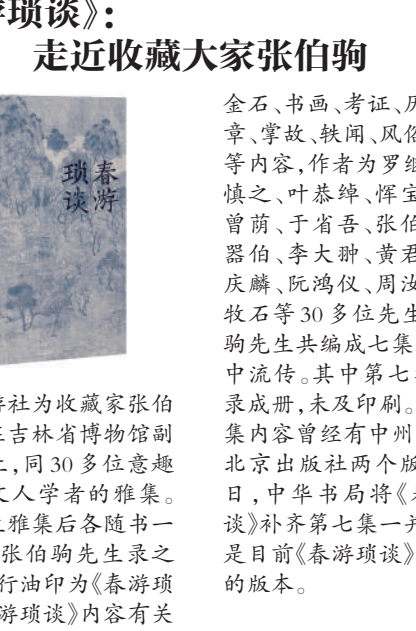 游琐谈》：
走近收藏大家张伯驹
春游
琐谈
社为收藏家张伯
吉林省博物馆副
，同30多位意趣
文人学者的雅集。
雅集后各随书一
张伯驹先生录之
行油印为《春游琐
游琐谈》内容有关
金石、书画、考证、历
章、掌故、轶闻、风俗
等内容，作者为罗继
慎之、叶恭绰、恽宝
曾荫、于省吾、张伯
器伯、李大翀、黄君
庆麟、阮鸿仪、周汝
牧石等30多位先生
驹先生共编成七集
中流传。其中第七
录成册，未及印刷。
集内容曾经有中州
北京出版社两个版
日，中华书局将《
谈》补齐第七集一并
是目前《春游琐谈》
的版本。